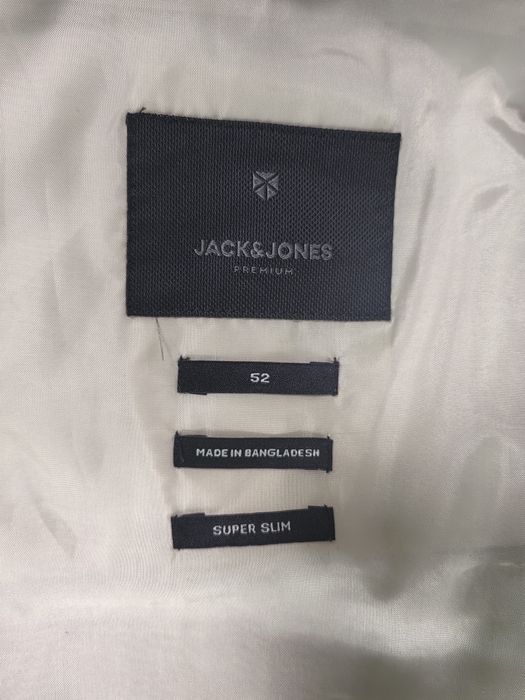 JACK&JONES
PREMIUM
52
MADE IN BANGLADESH
SUPER SLIM